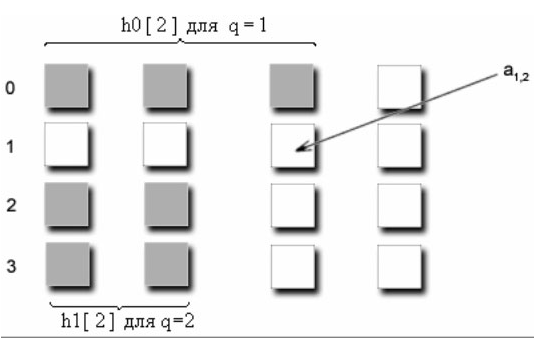 h0 [ 2 ] для q = 1
0
a1,2
1
2
3
h1[ 2 ] для q=2